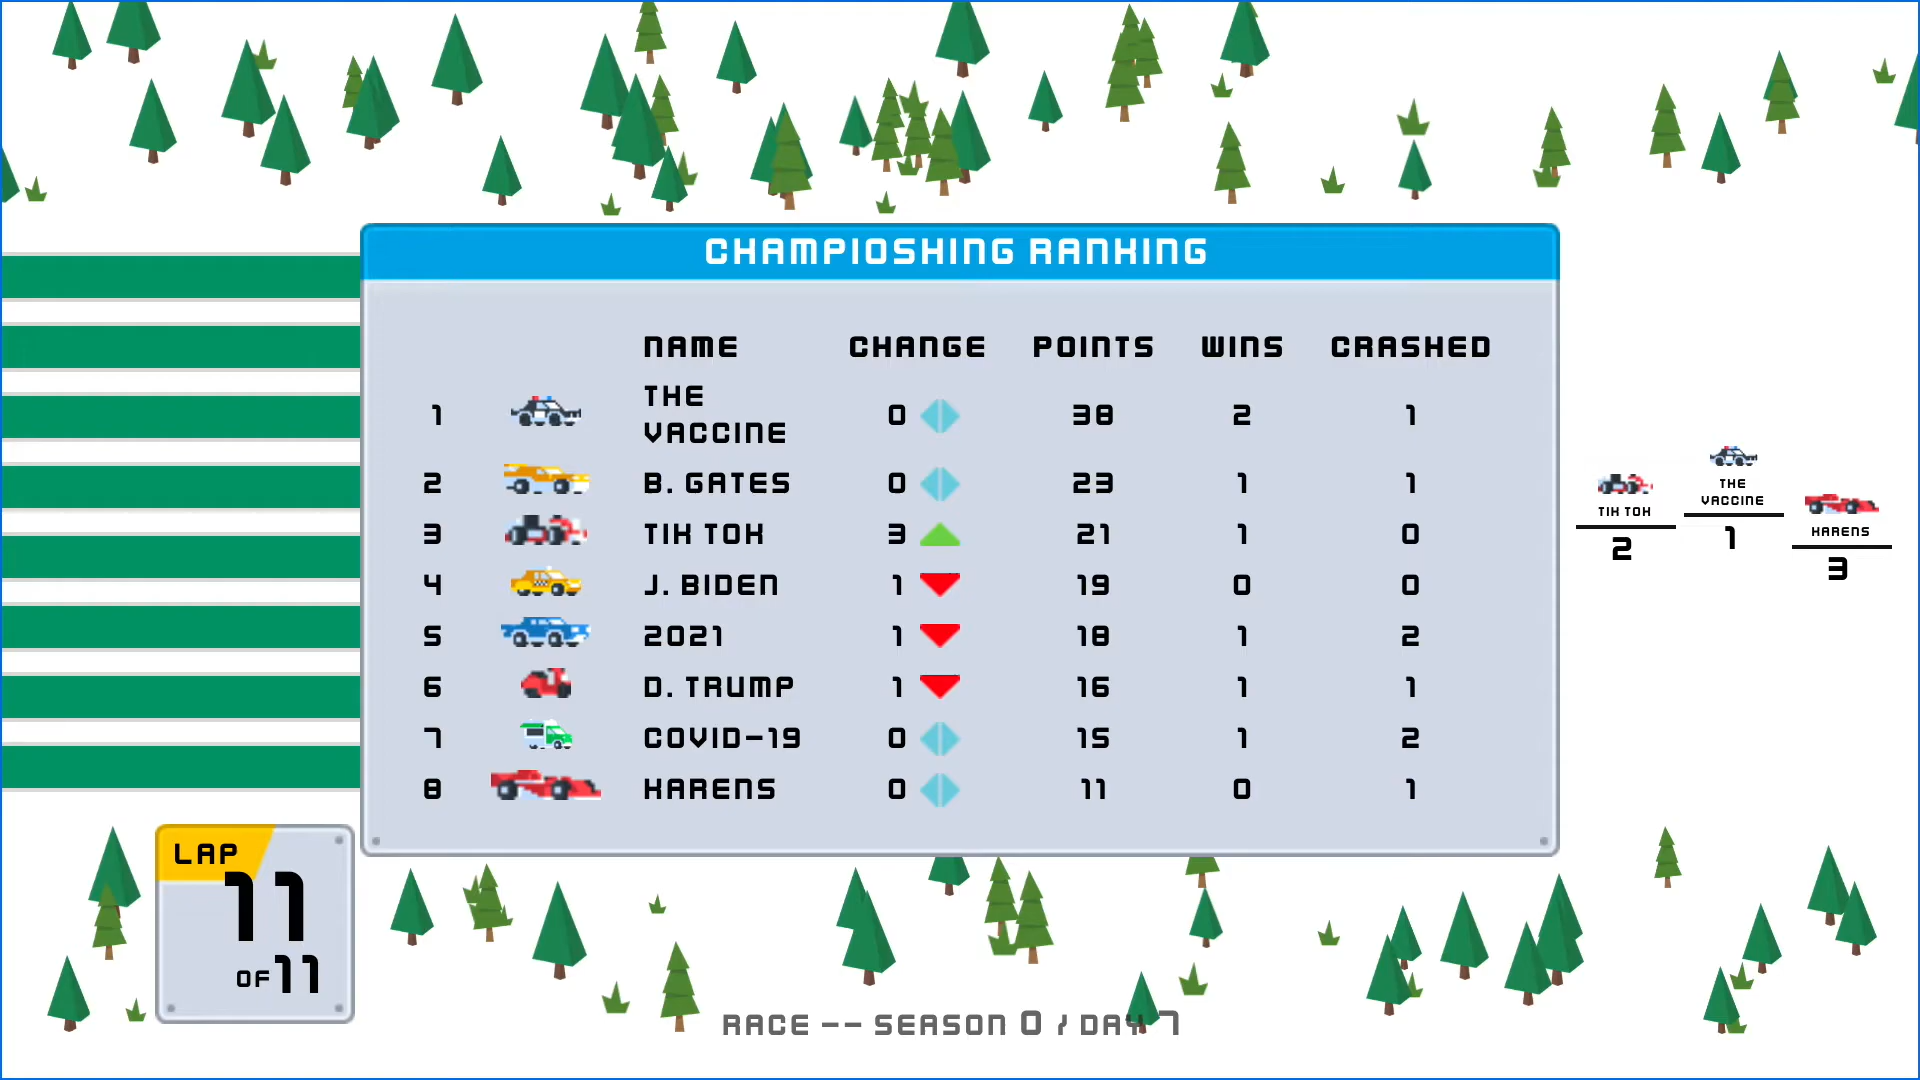 CHAMPIOSHING RANKING
NAME CHANGE POINTS WINS CRASHED
1 THE VACCINE 0 38 2 1
2 B. GATES 0 23 1 1
3 TIK TOK 3 21 1 0
4 J. BIDEN 1 19 0 0
5 2021 1 18 1 2
6 D. TRUMP 1 16 1 1
7 COVID-19 0 15 1 2
8 KARENS 0 11 0 1
TIK TOK
2
THE
VACCINE
1
KARENS
3
LAP
11
OF 11
RACE -- SEASON 0 / DAY 7